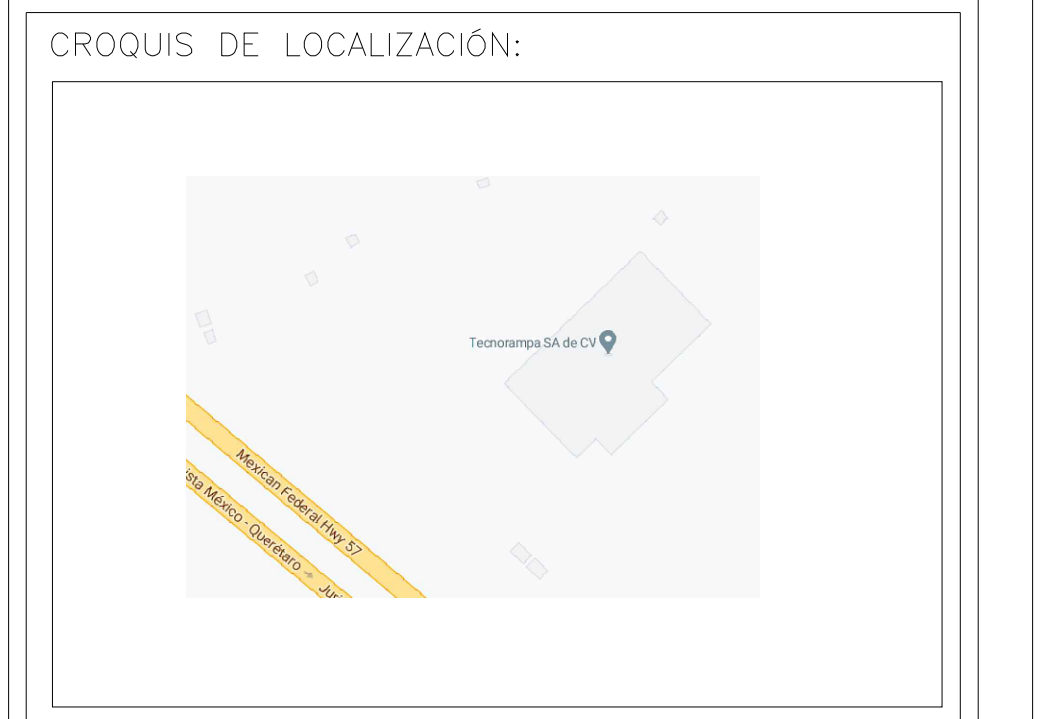 CROQUIS DE LOCALIZACIÓN:
Tecnorampa SA de CV
Mexican Federal Hwy 57
ista México - Querétaro